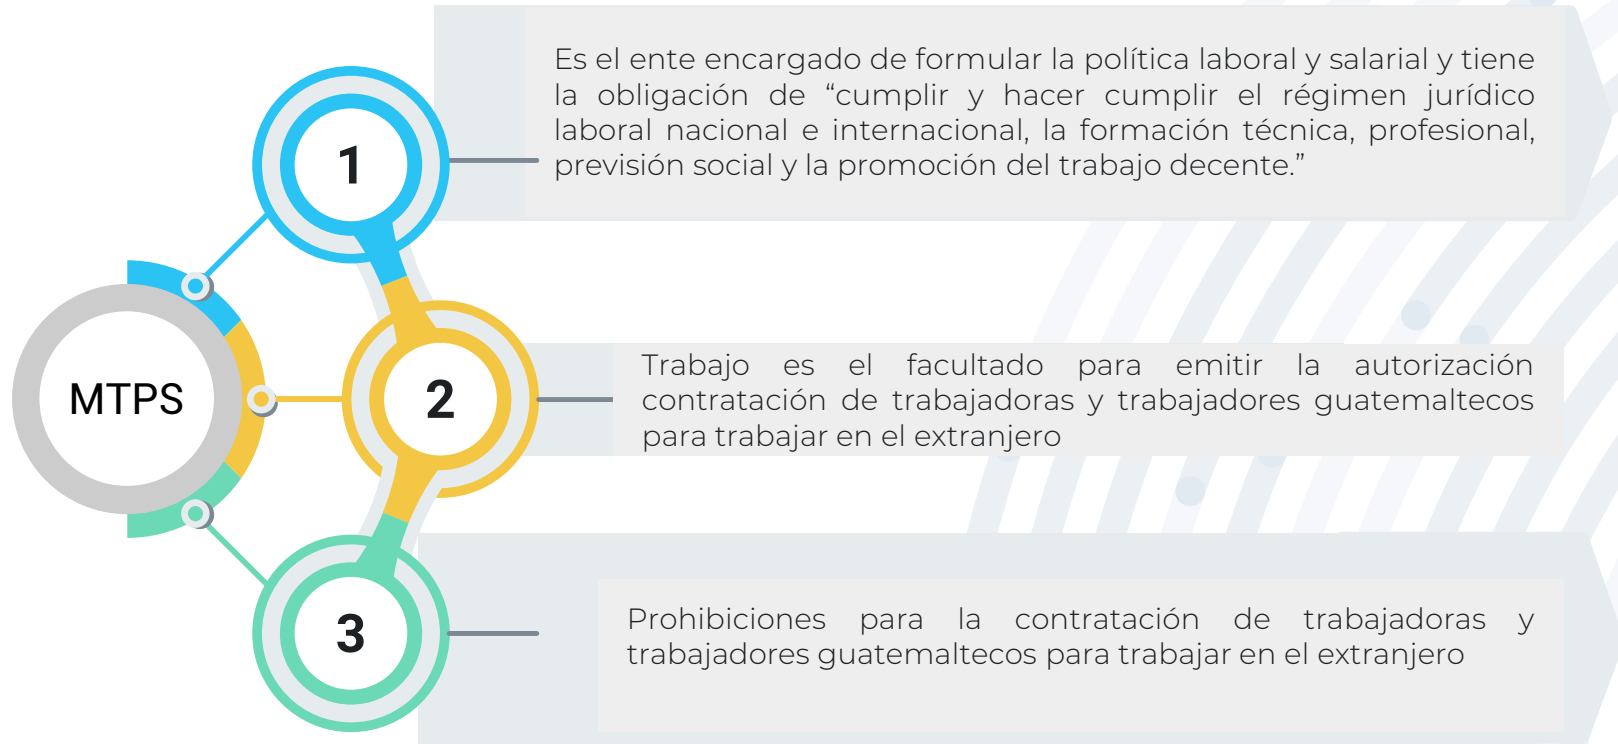 1
Es el ente encargado de formular la política laboral y salarial y tiene
la obligación de “cumplir y hacer cumplir el régimen jurídico
laboral nacional e internacional, la formación técnica, profesional,
previsión social y la promoción del trabajo decente.”
MTPS
2
Trabajo es el facultado para emitir la autorización
contratación de trabajadoras y trabajadores guatemaltecos
para trabajar en el extranjero
3
Prohibiciones para la contratación de trabajadoras y
trabajadores guatemaltecos para trabajar en el extranjero